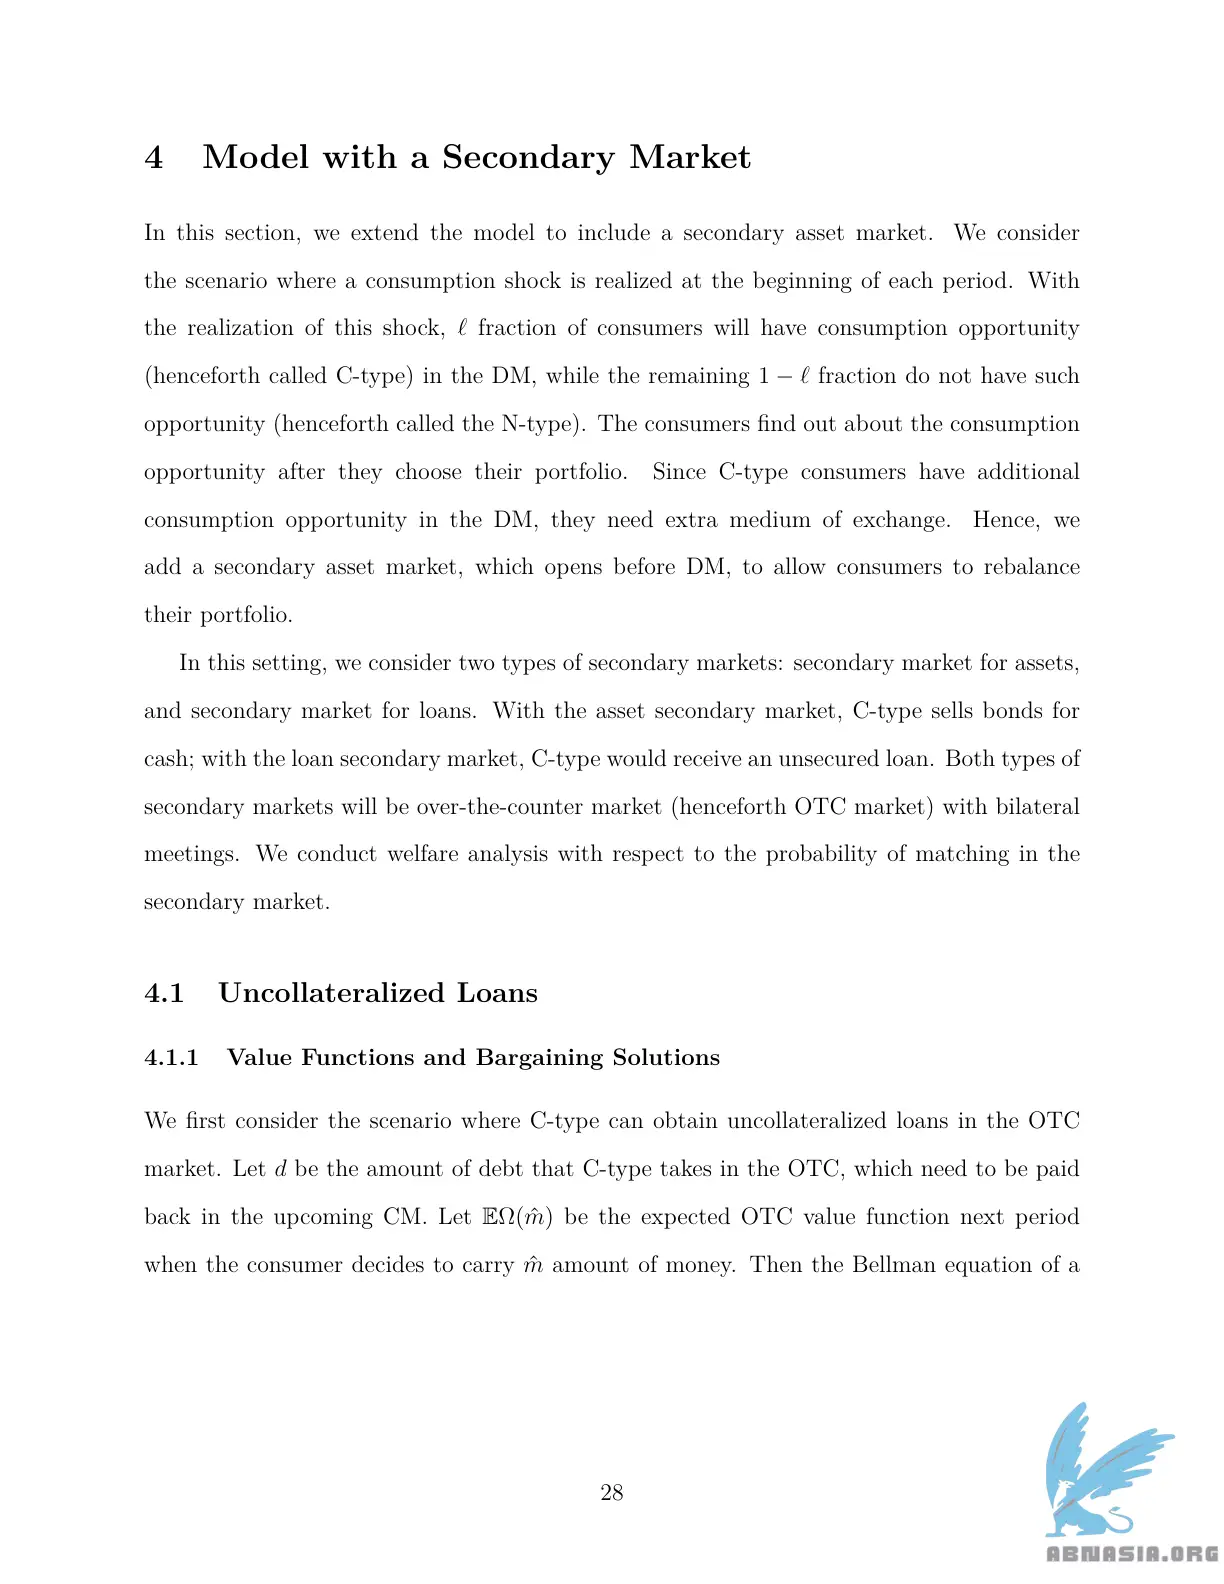 4 Model with a Secondary Market
In this section, we extend the model to include a secondary asset market. We consider
the scenario where a consumption shock is realized at the beginning of each period. With
the realization of this shock, ℓ fraction of consumers will have consumption opportunity
(henceforth called C-type) in the DM, while the remaining 1 − ℓ fraction do not have such
opportunity (henceforth called the N-type). The consumers find out about the consumption
opportunity after they choose their portfolio. Since C-type consumers have additional
consumption opportunity in the DM, they need extra medium of exchange. Hence, we
add a secondary asset market, which opens before DM, to allow consumers to rebalance
their portfolio.
In this setting, we consider two types of secondary markets: secondary market for assets,
and secondary market for loans. With the asset secondary market, C-type sells bonds for
cash; with the loan secondary market, C-type would receive an unsecured loan. Both types of
secondary markets will be over-the-counter market (henceforth OTC market) with bilateral
meetings. We conduct welfare analysis with respect to the probability of matching in the
secondary market.
4.1 Uncollateralized Loans
4.1.1 Value Functions and Bargaining Solutions
We first consider the scenario where C-type can obtain uncollateralized loans in the OTC
market. Let d be the amount of debt that C-type takes in the OTC, which need to be paid
back in the upcoming CM. Let 𝔼Ω(m̂) be the expected OTC value function next period
when the consumer decides to carry m̂ amount of money. Then the Bellman equation of a
28
ABNASIA.ORG